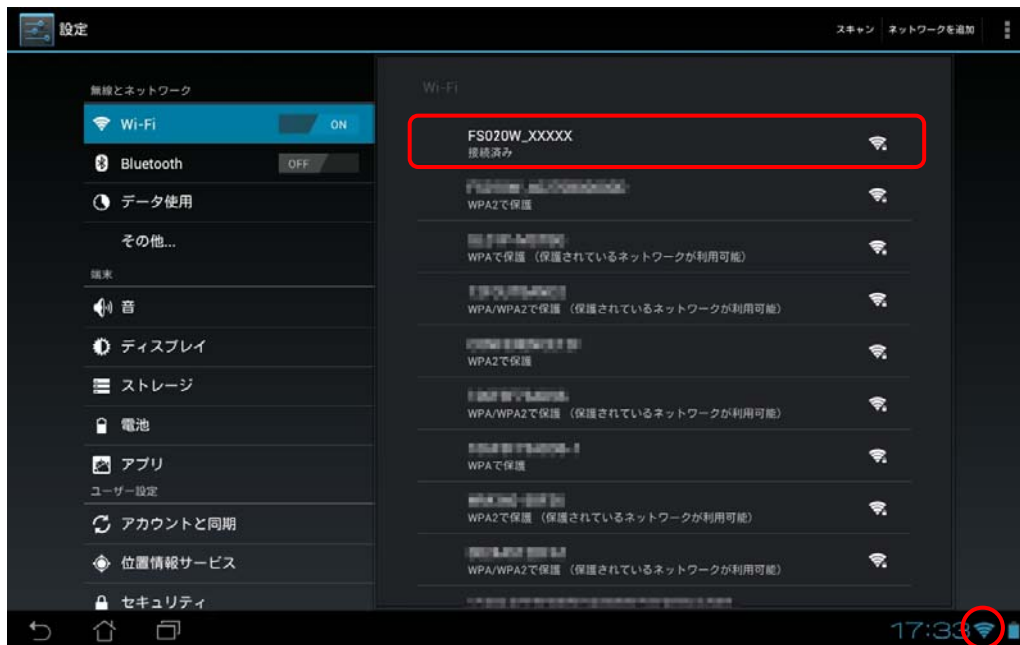 設定
スキャン ネットワークを追加
無線とネットワーク
Wi-Fi ON
Bluetooth OFF
データ使用
その他...
端末
音
ディスプレイ
ストレージ
電池
アプリ
ユーザー設定
アカウントと同期
位置情報サービス
セキュリティ
Wi-Fi
FS020W_XXXXX
接続済み
WPA2で保護
WPAで保護 (保護されているネットワークが利用可能)
WPA/WPA2で保護 (保護されているネットワークが利用可能)
WPA2で保護
WPA/WPA2で保護 (保護されているネットワークが利用可能)
WPAで保護
WPA2で保護 (保護されているネットワークが利用可能)
WPA/WPA2で保護 (保護されているネットワークが利用可能)
17:33